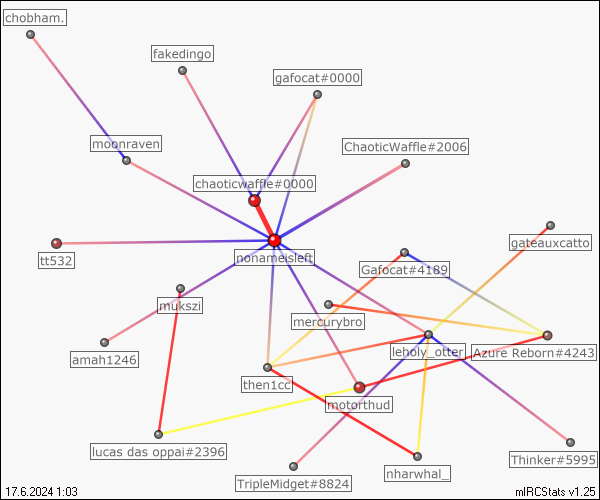 chobham.
fakedingo
gafocat#0000
moonraven
ChaoticWaffle#2006
chaoticwaffle#0000
gateauxcatto
tt532
nonameisleft
Gafocat#4189
mukszi
mercurybro
amah1246
leholy_otter
Azure Reborn#4243
then1cc
motorthud
lucas das oppai#2396
Thinker#5995
TripleMidget#8824
nharwhal_
17.6.2024 1:03
mIRCStats v1.25